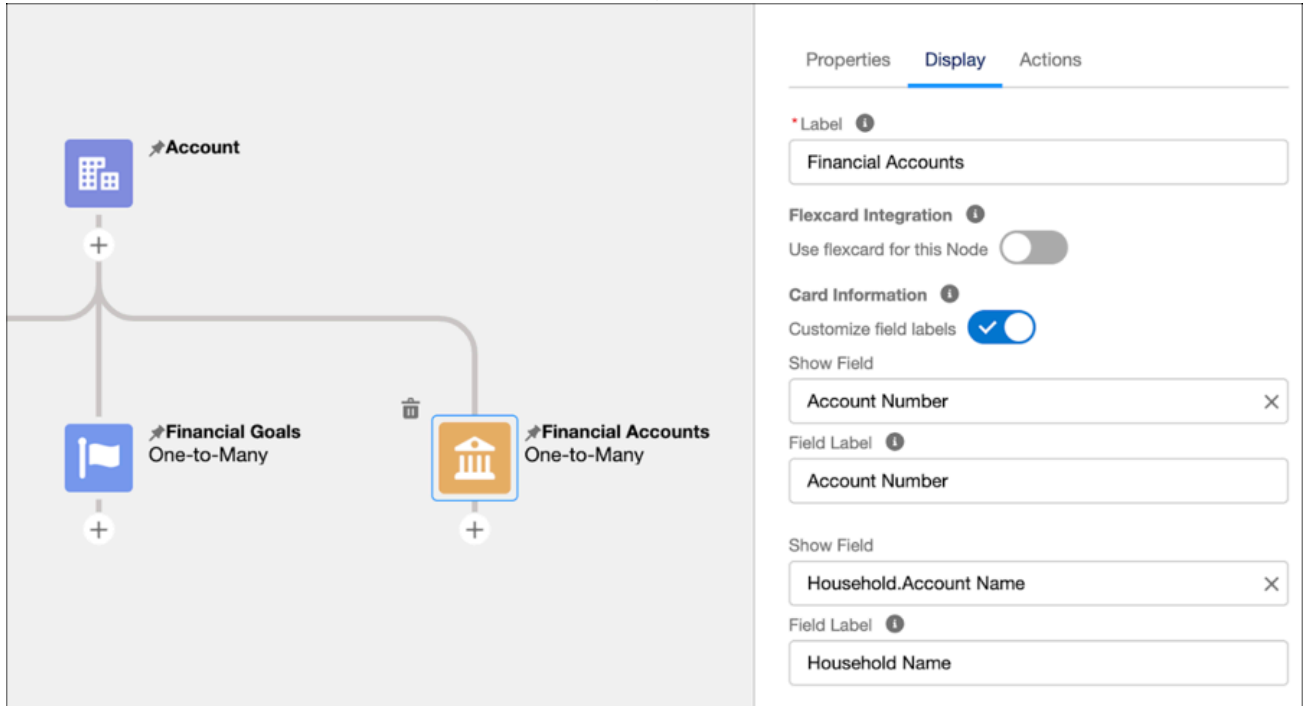 Account
Financial Goals
One-to-Many
Financial Accounts
One-to-Many
Properties Display Actions
*Label
Financial Accounts
Flexcard Integration
Use flexcard for this Node
Card Information
Customize field labels
Show Field
Account Number
Field Label
Account Number
Show Field
Household.Account Name
Field Label
Household Name